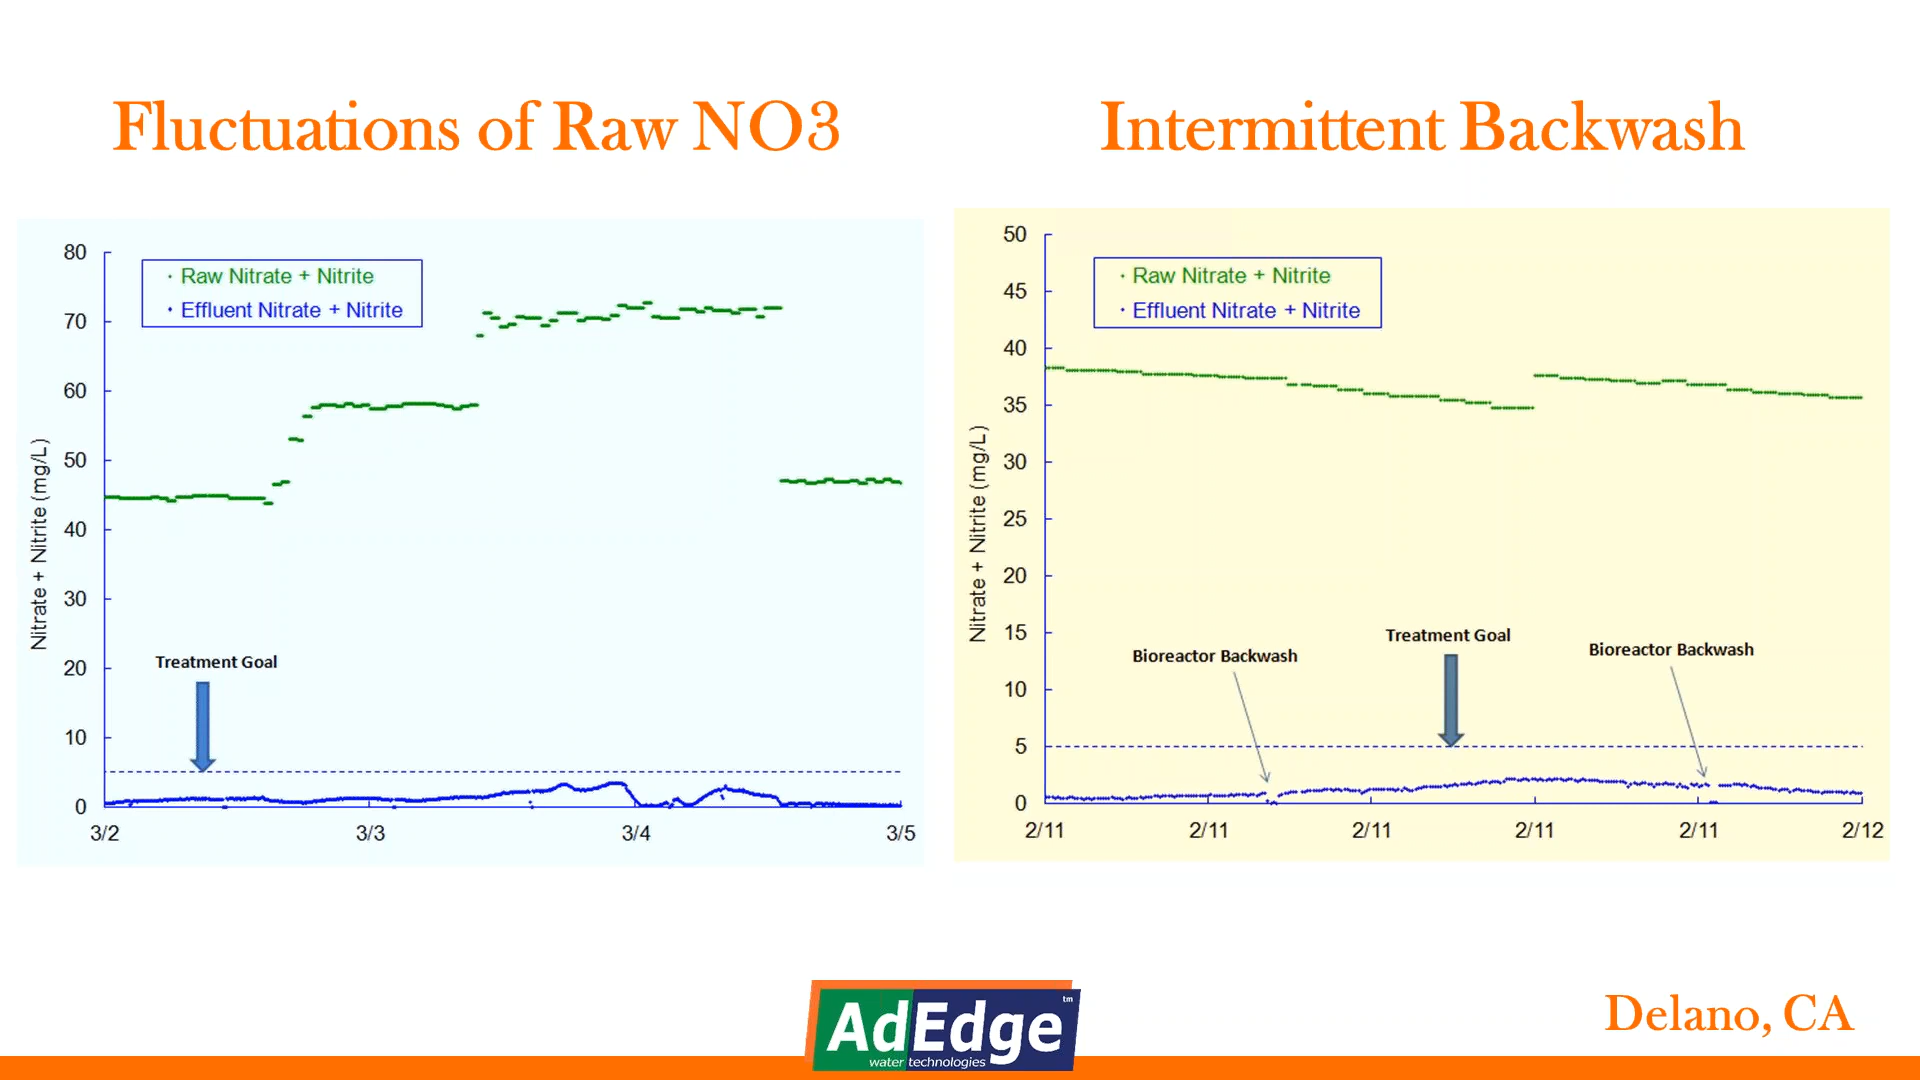 Fluctuations of Raw NO3
Intermittent Backwash
80
70
60
50
40
30
20
10
0
Nitrate + Nitrite (mg/L)
· Raw Nitrate + Nitrite
· Effluent Nitrate + Nitrite
Treatment Goal
3/2
3/3
3/4
3/5
50
45
40
35
30
25
20
15
10
5
0
Nitrate + Nitrite (mg/L)
· Raw Nitrate + Nitrite
· Effluent Nitrate + Nitrite
Bioreactor Backwash
Treatment Goal
Bioreactor Backwash
2/11
2/11
2/11
2/11
2/11
2/12
AdEdge™
water technologies
Delano, CA